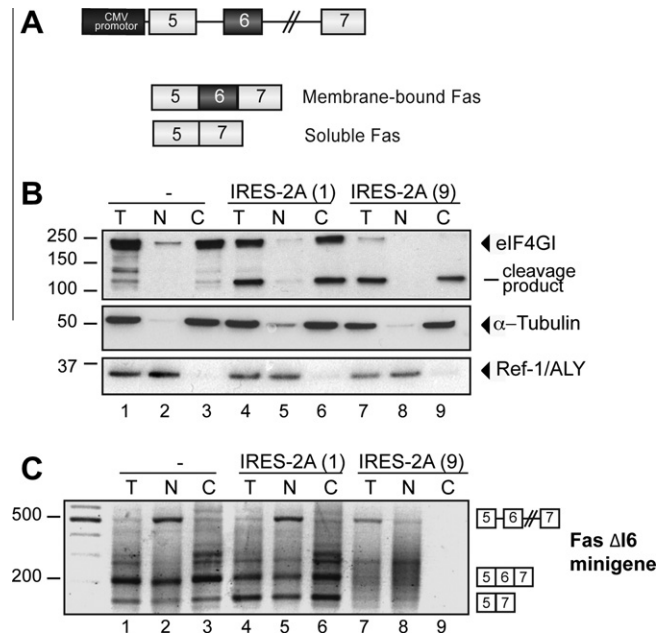 A
CMV promotor 5 6 7
5 6 7 Membrane-bound Fas
5 7 Soluble Fas
B
- IRES-2A (1) IRES-2A (9)
T N C T N C T N C
250
150
100
eIF4GI
cleavage product
50
α–Tubulin
37
Ref-1/ALY
1 2 3 4 5 6 7 8 9
C
- IRES-2A (1) IRES-2A (9)
T N C T N C T N C
500
200
5 6 7
Fas ΔI6 minigene
5 6 7
5 7
1 2 3 4 5 6 7 8 9